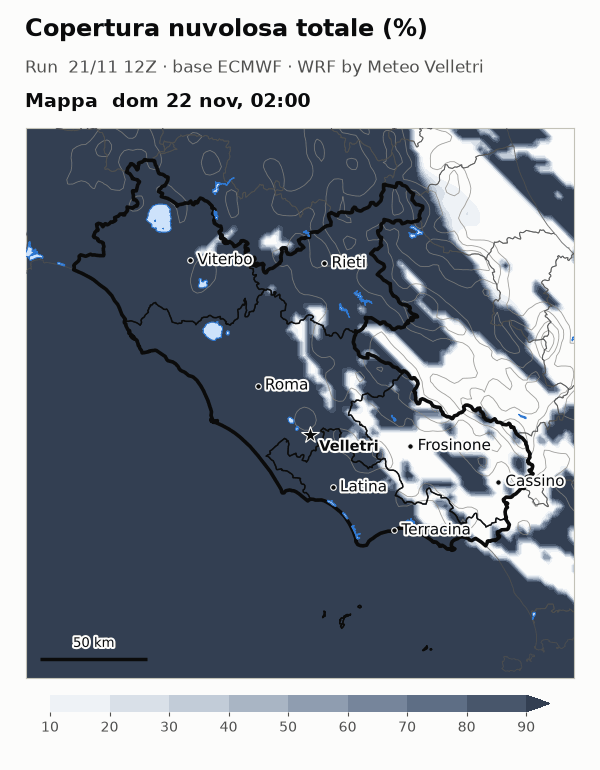 Copertura nuvolosa totale (%)
Run 21/11 12Z · base ECMWF · WRF by Meteo Velletri
Mappa dom 22 nov, 02:00
Viterbo
Rieti
Roma
Velletri
Frosinone
Cassino
Latina
Terracina
50 km
10 20 30 40 50 60 70 80 90